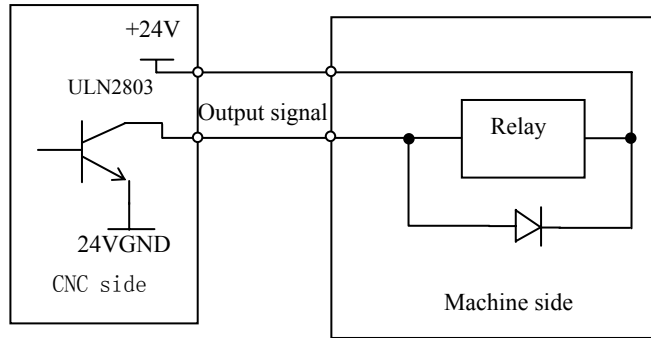 +24V
ULN2803
Output signal
Relay
24VGND
CNC side
Machine side